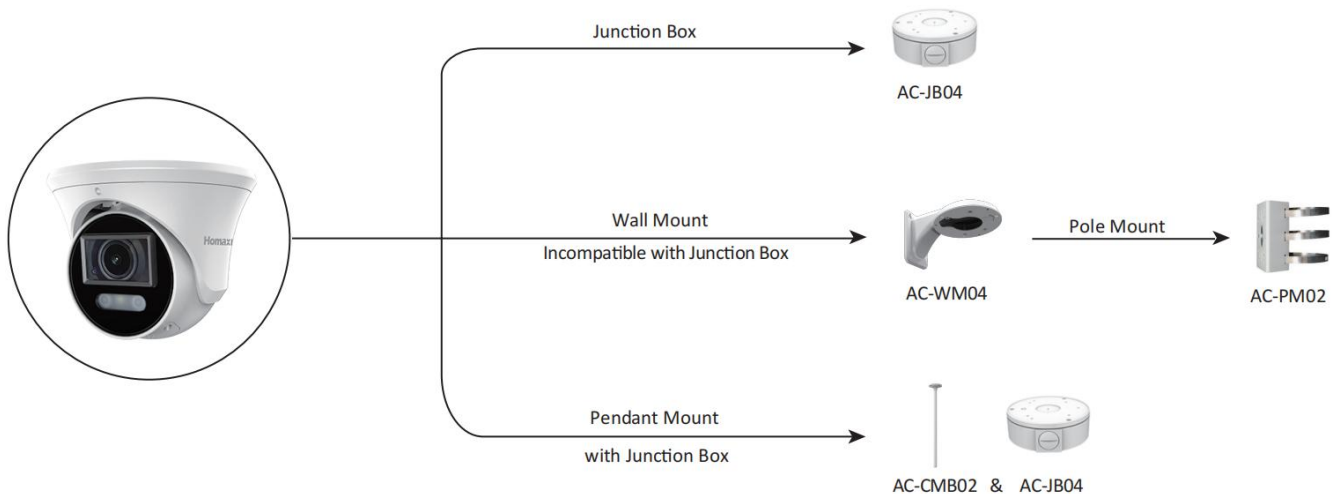 Junction Box
AC-JB04
Homaxi
Wall Mount
Incompatible with Junction Box
AC-WM04
Pole Mount
AC-PM02
Pendant Mount
with Junction Box
AC-CMB02 & AC-JB04